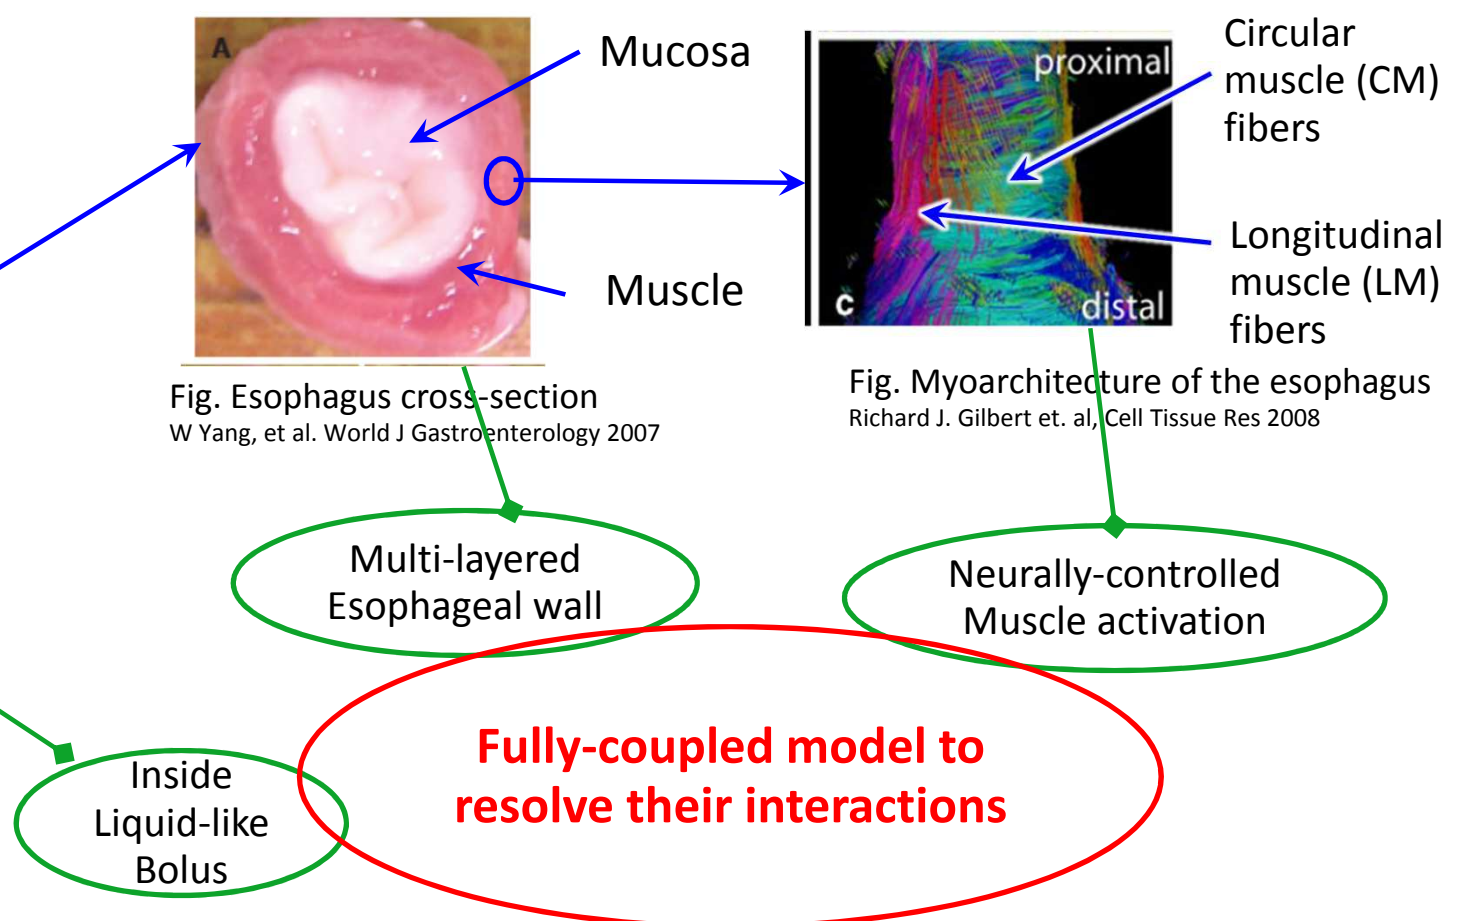 A
Mucosa
Muscle
proximal
distal
C
Circular
muscle (CM)
fibers
Longitudinal
muscle (LM)
fibers
Fig. Esophagus cross-section
W Yang, et al. World J Gastroenterology 2007
Fig. Myoarchitecture of the esophagus
Richard J. Gilbert et. al, Cell Tissue Res 2008
Multi-layered
Esophageal wall
Neurally-controlled
Muscle activation
Fully-coupled model to
resolve their interactions
Inside
Liquid-like
Bolus